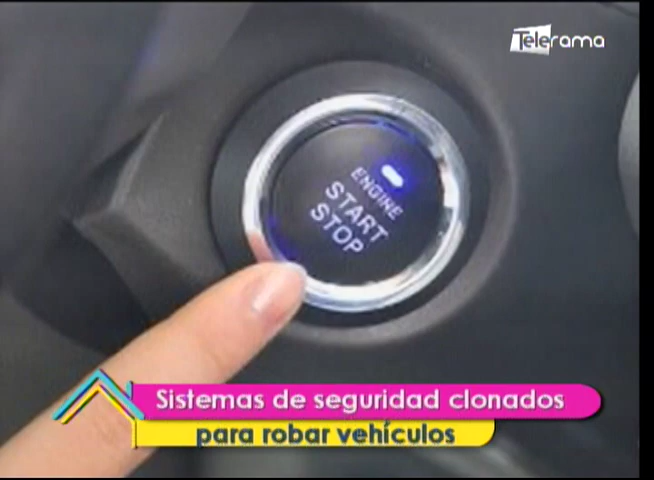 Telerama
ENGINE
START
STOP
Sistemas de seguridad clonados
para robar vehículos